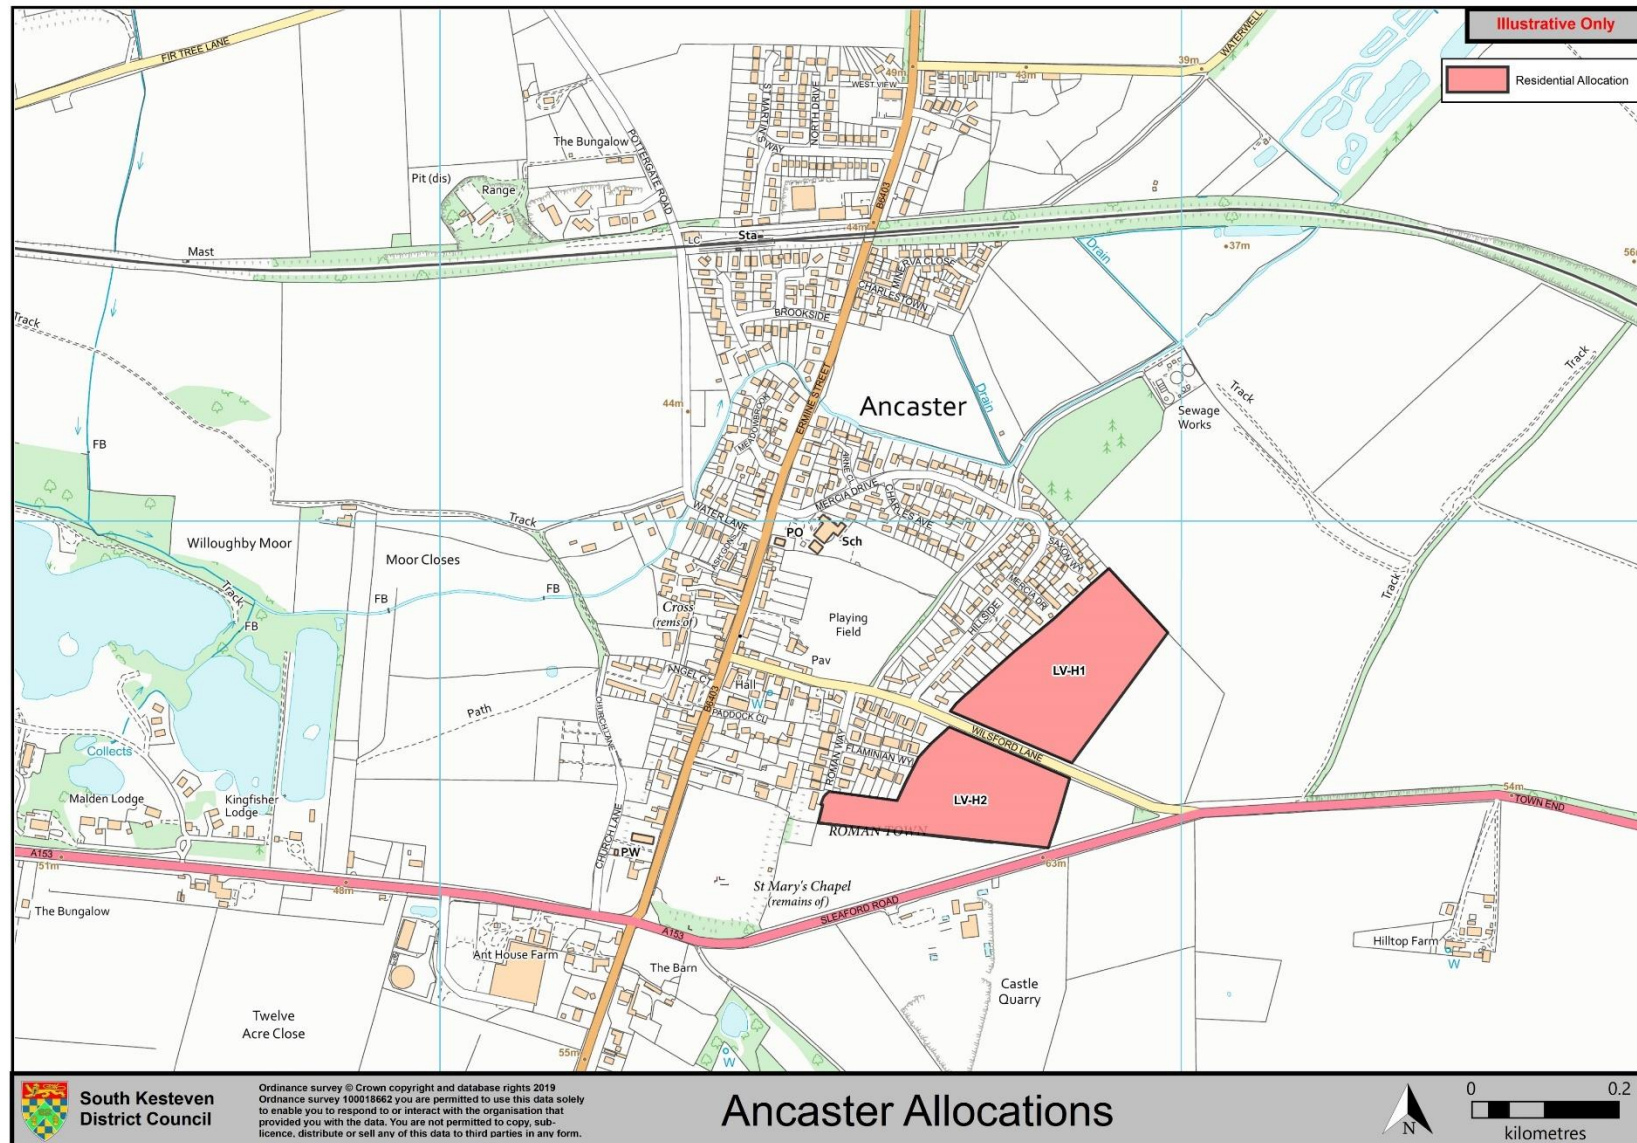 Illustrative Only
Residential Allocation
FIR TREE LANE
49m
43m
39m
WATERWELL
WEST VIEW
ST MARTIN'S WAY
NORTH DRIVE
POTTERGATE ROAD
The Bungalow
Pit (dis)
Range
B6403
44m
LC
Sta
Mast
Drain
37m
MINERVA CLOSE
CHARLESTOWN
BROOKSIDE
Track
Track
Track
ERMINE STREET
Ancaster
Drain
44m
MEADOWBROOK
Sewage
Works
FB
ARNE CL
MERCIA DRIVE
CHARLES AVE
Track
WATER LANE
PO
Sch
Willoughby Moor
Moor Closes
ASH GDNS
SAXON WY
MERCIA DR
HILLSIDE
Track
Track
FB
FB
FB
Cross
(rems of)
Playing
Field
Pav
LV-H1
ANGEL CT
Hall
W
B6403
PADDOCK CL
Path
CHURCH LANE
WILSFORD LANE
ROMAN WAY
FLAMINIAN WY
Collects
Malden Lodge
Kingfisher
Lodge
LV-H2
ROMAN TOWN
54m
TOWN END
CHURCH LANE
PW
A153
51m
48m
63m
St Mary's Chapel
(remains of)
SLEAFORD ROAD
The Bungalow
A153
Ant House Farm
The Barn
Hilltop Farm
W
Castle
Quarry
Twelve
Acre Close
55m
W
South Kesteven
District Council
Ordinance survey © Crown copyright and database rights 2019
Ordnance survey 100018662 you are permitted to use this data solely
to enable you to respond to or interact with the organisation that
provided you with the data. You are not permitted to copy, sub-
licence, distribute or sell any of this data to third parties in any form.
Ancaster Allocations
N
0 0.2
kilometres